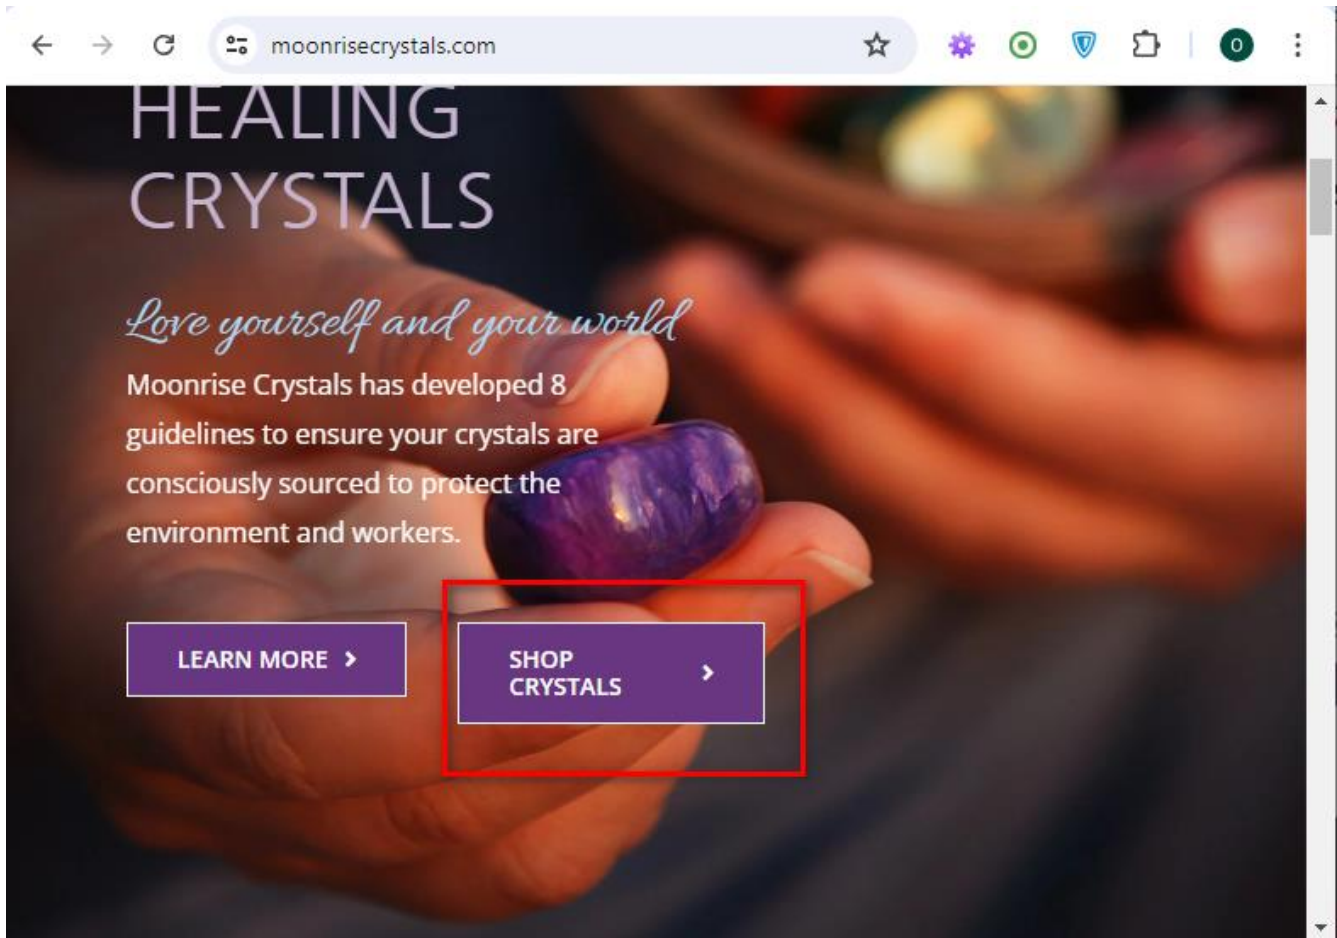 moonrisecrystals.com
O
HEALING
CRYSTALS
Love yourself and your world
Moonrise Crystals has developed 8
guidelines to ensure your crystals are
consciously sourced to protect the
environment and workers.
LEARN MORE
SHOP
CRYSTALS